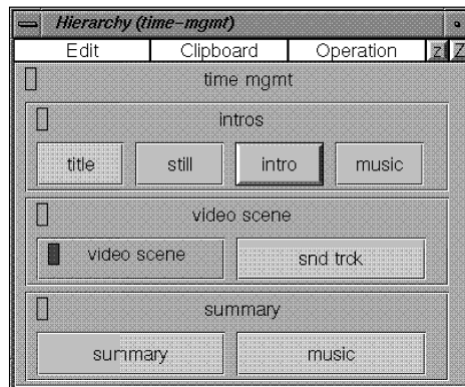 Hierarchy (time-mgmt)
Edit Clipboard Operation z Z
time mgmt
intros
title still intro music
video scene
video scene snd trck
summary
summary music